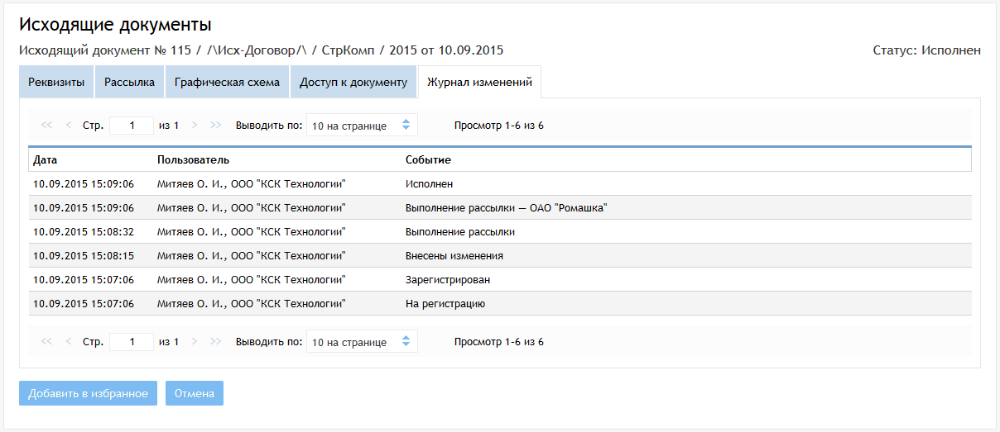 Исходящие документы
Исходящий документ № 115 / /\Исх-Договор/\ / СтрКомп / 2015 от 10.09.2015 Статус: Исполнен
Реквизиты Рассылка Графическая схема Доступ к документу Журнал изменений
<< < Стр. 1 из 1 > >> Выводить по: 10 на странице Просмотр 1-6 из 6
Дата Пользователь Событие
10.09.2015 15:09:06 Митяев О. И., ООО "КСК Технологии" Исполнен
10.09.2015 15:09:06 Митяев О. И., ООО "КСК Технологии" Выполнение рассылки — ОАО "Ромашка"
10.09.2015 15:08:32 Митяев О. И., ООО "КСК Технологии" Выполнение рассылки
10.09.2015 15:08:15 Митяев О. И., ООО "КСК Технологии" Внесены изменения
10.09.2015 15:07:06 Митяев О. И., ООО "КСК Технологии" Зарегистрирован
10.09.2015 15:07:06 Митяев О. И., ООО "КСК Технологии" На регистрацию
<< < Стр. 1 из 1 > >> Выводить по: 10 на странице Просмотр 1-6 из 6
Добавить в избранное Отмена